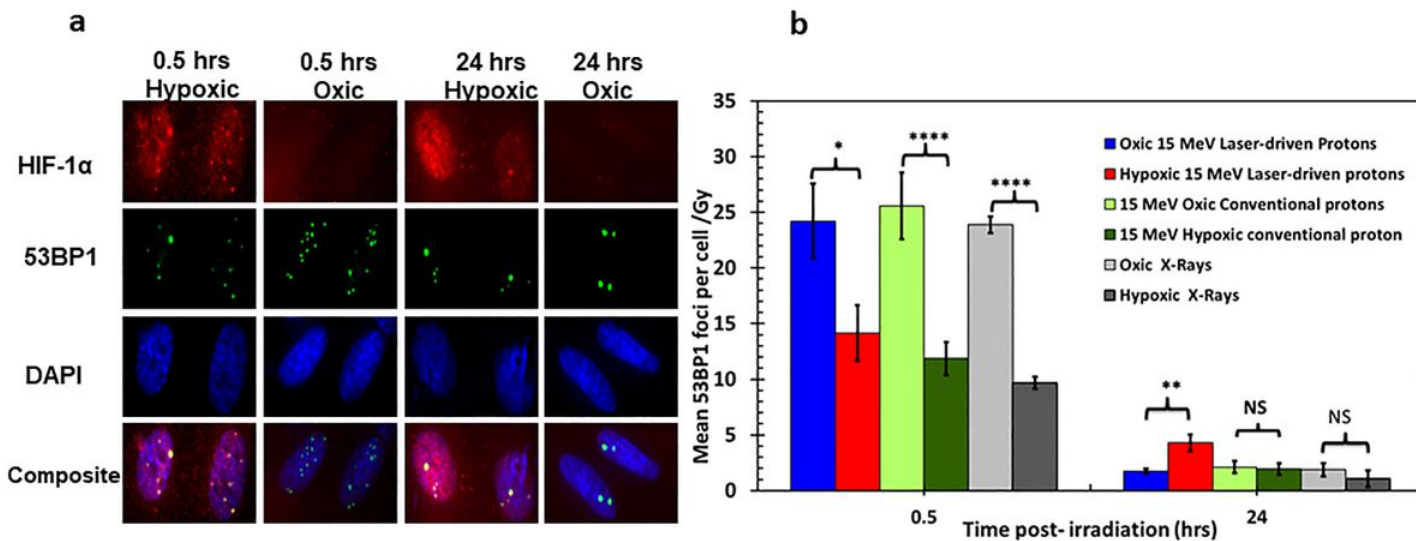 a
0.5 hrs
Hypoxic
0.5 hrs
Oxic
24 hrs
Hypoxic
24 hrs
Oxic
HIF-1α
53BP1
DAPI
Composite
b
Mean 53BP1 foci per cell /Gy
35
30
25
20
15
10
5
0
*
****
****
**
NS
NS
Oxic 15 MeV Laser-driven Protons
Hypoxic 15 MeV Laser-driven protons
15 MeV Oxic Conventional protons
15 MeV Hypoxic conventional proton
Oxic X-Rays
Hypoxic X-Rays
0.5
24
Time post- irradiation (hrs)